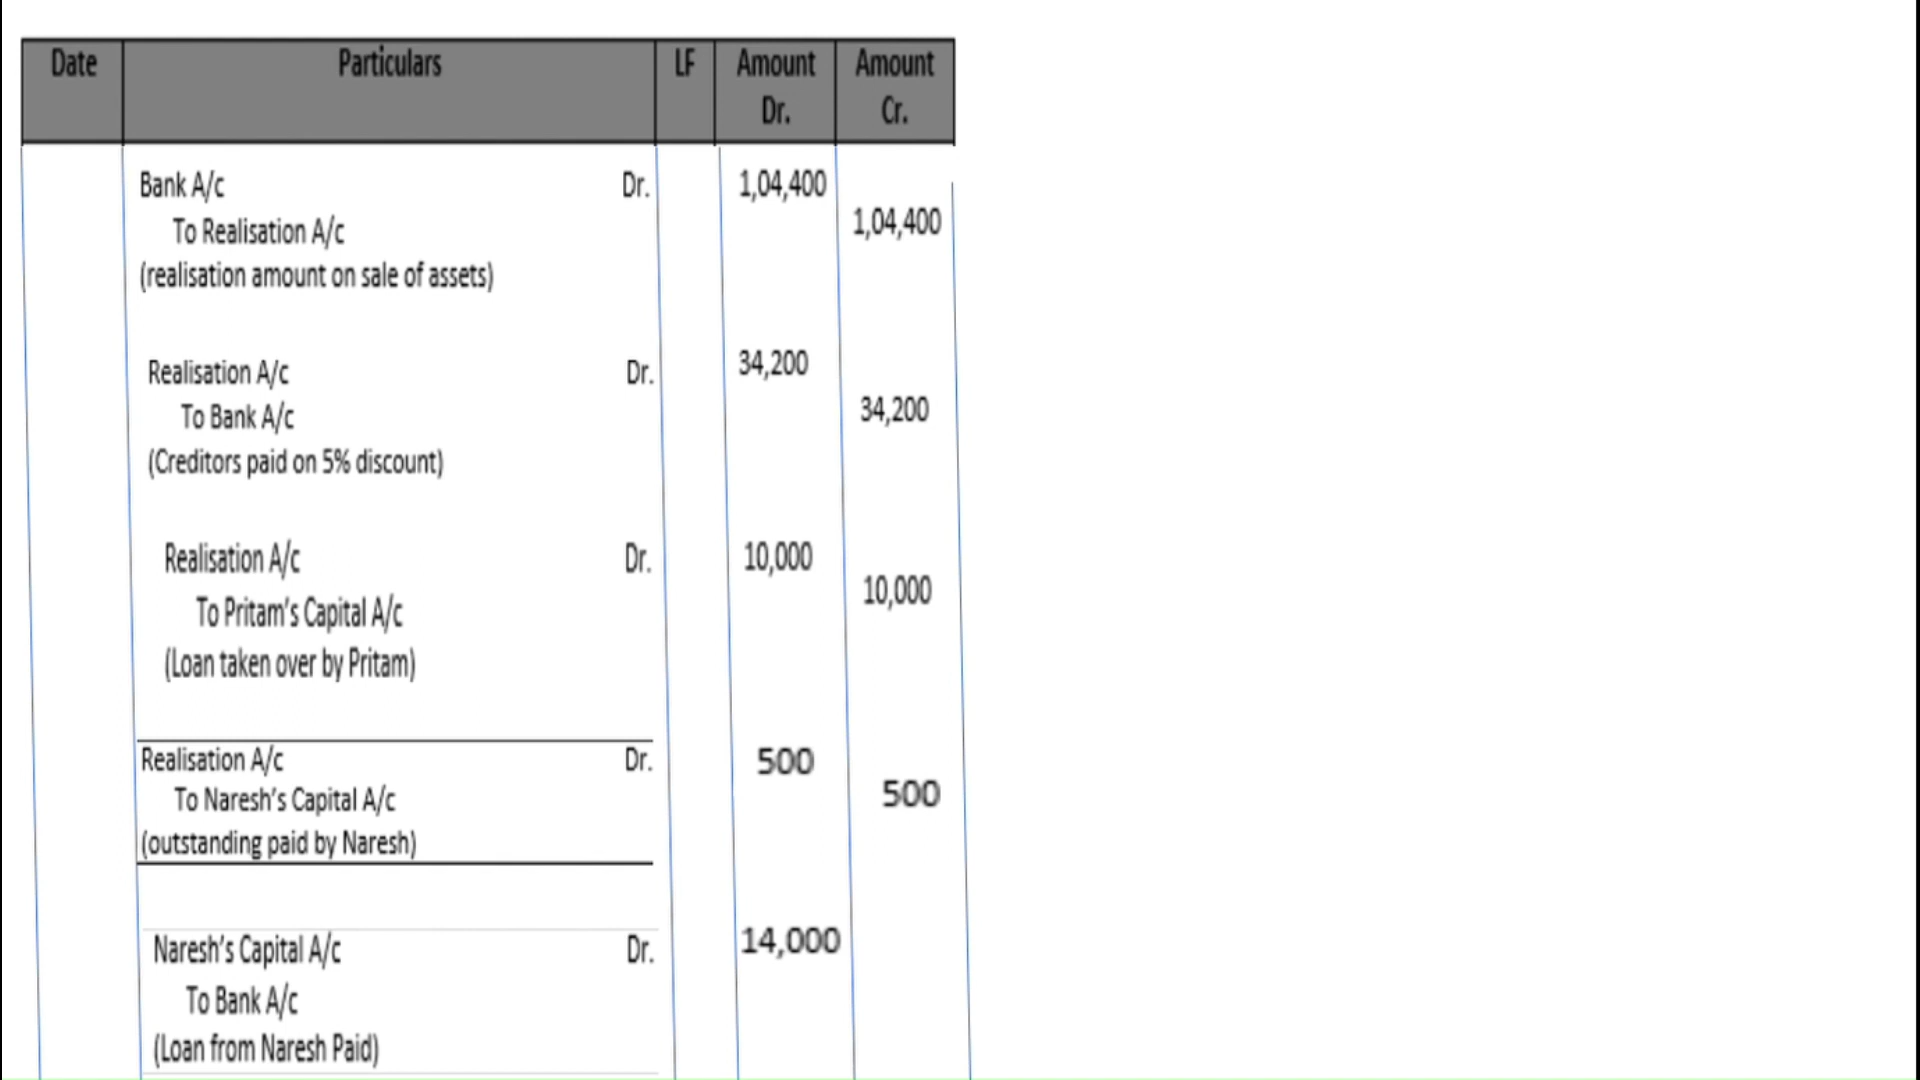 Date Particulars LF Amount Dr. Amount Cr.
Bank A/c Dr. 1,04,400
To Realisation A/c 1,04,400
(realisation amount on sale of assets)
Realisation A/c Dr. 34,200
To Bank A/c 34,200
(Creditors paid on 5% discount)
Realisation A/c Dr. 10,000
To Pritam's Capital A/c 10,000
(Loan taken over by Pritam)
Realisation A/c Dr. 500
To Naresh's Capital A/c 500
(outstanding paid by Naresh)
Naresh's Capital A/c Dr. 14,000
To Bank A/c
(Loan from Naresh Paid)